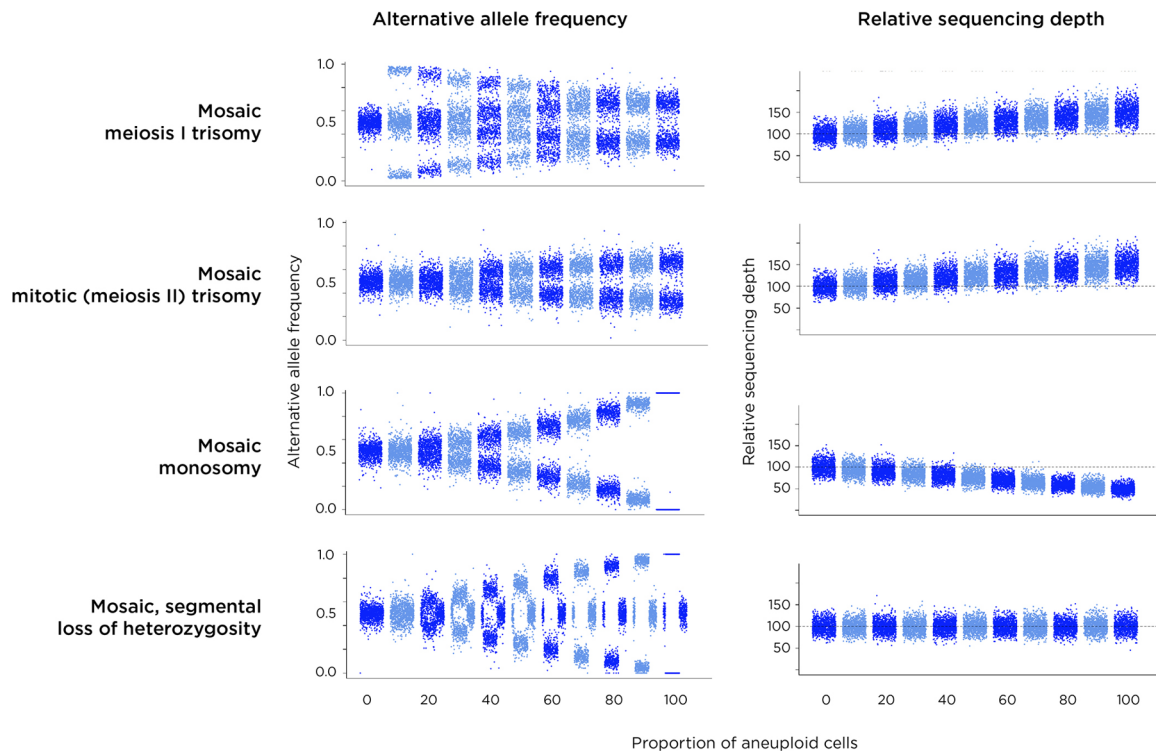 Alternative allele frequency
Relative sequencing depth
Mosaic
meiosis I trisomy
1.0
0.5
0.0
150
100
50
Mosaic
mitotic (meiosis II) trisomy
1.0
0.5
0.0
150
100
50
Alternative allele frequency
Relative sequencing depth
Mosaic
monosomy
1.0
0.5
0.0
150
100
50
Mosaic, segmental
loss of heterozygosity
1.0
0.5
0.0
150
100
50
0 20 40 60 80 100
0 20 40 60 80 100
Proportion of aneuploid cells